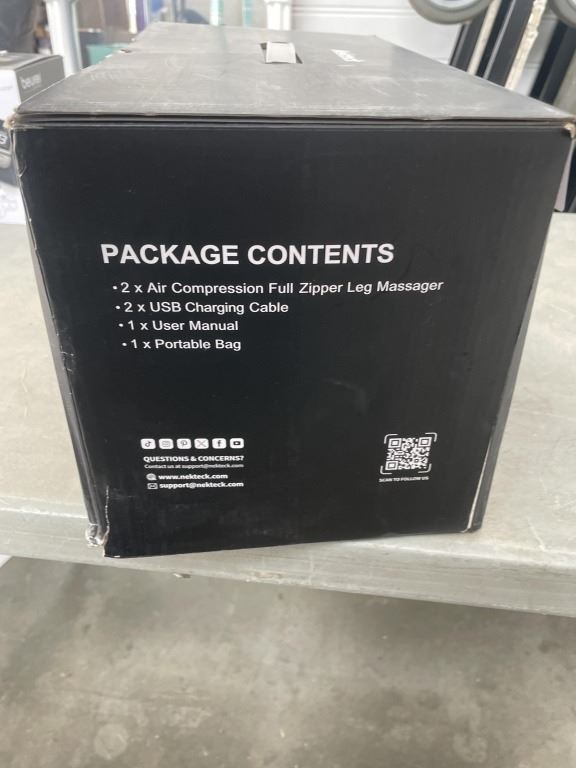 PACKAGE CONTENTS
• 2 x Air Compression Full Zipper Leg Massager
• 2 x USB Charging Cable
• 1 x User Manual
• 1 x Portable Bag
QUESTIONS & CONCERNS?
Contact us at support@nekteck.com
www.nekteck.com
support@nekteck.com
SCAN TO FOLLOW US